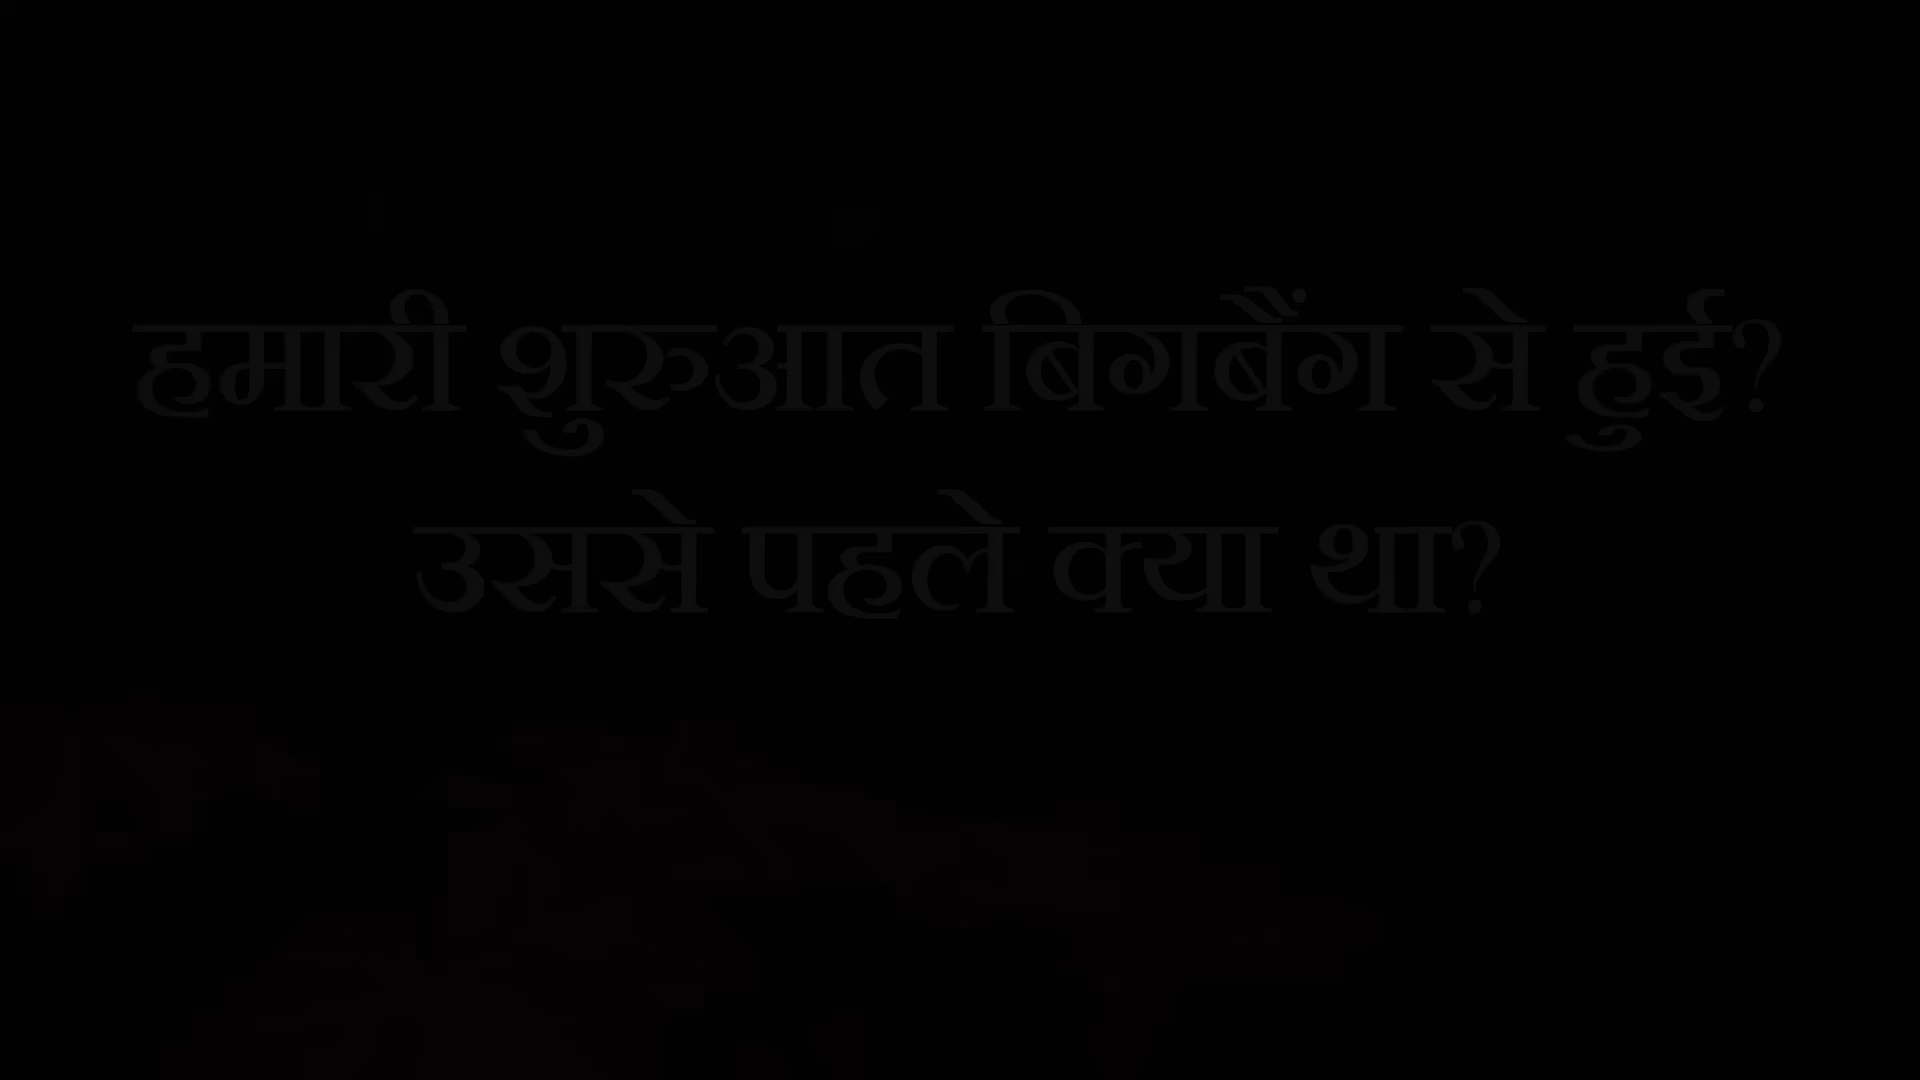 हमारी शुरुआत बिगबैंग से हुई?
उससे पहले क्या था?